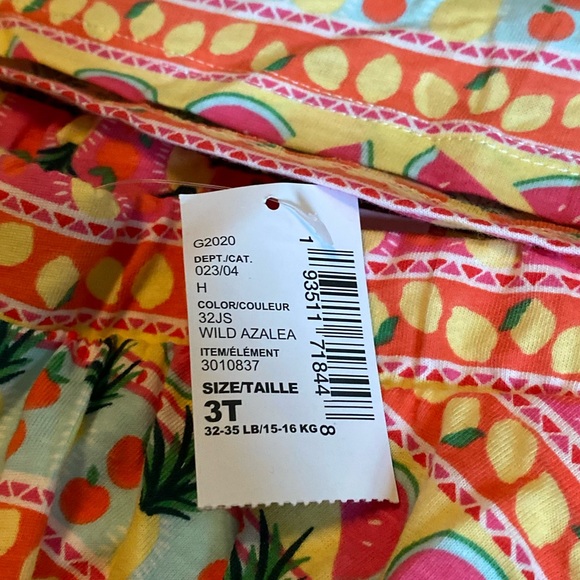 G2020
DEPT./CAT.
023/04
H
COLOR/COULEUR
32JS
WILD AZALEA
ITEM/ÉLÉMENT
3010837
SIZE/TAILLE
3T
32-35 LB/15-16 KG
1 93511 71844 8